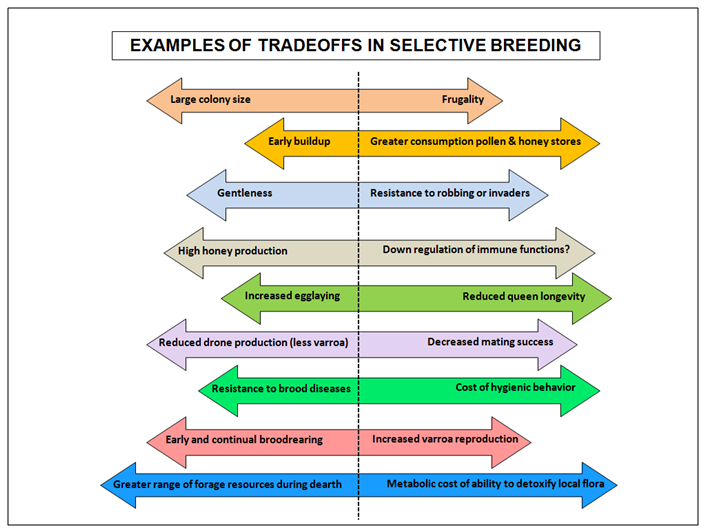 EXAMPLES OF TRADEOFFS IN SELECTIVE BREEDING
Large colony size Frugality
Early buildup Greater consumption pollen & honey stores
Gentleness Resistance to robbing or invaders
High honey production Down regulation of immune functions?
Increased egglaying Reduced queen longevity
Reduced drone production (less varroa) Decreased mating success
Resistance to brood diseases Cost of hygienic behavior
Early and continual broodrearing Increased varroa reproduction
Greater range of forage resources during dearth Metabolic cost of ability to detoxify local flora